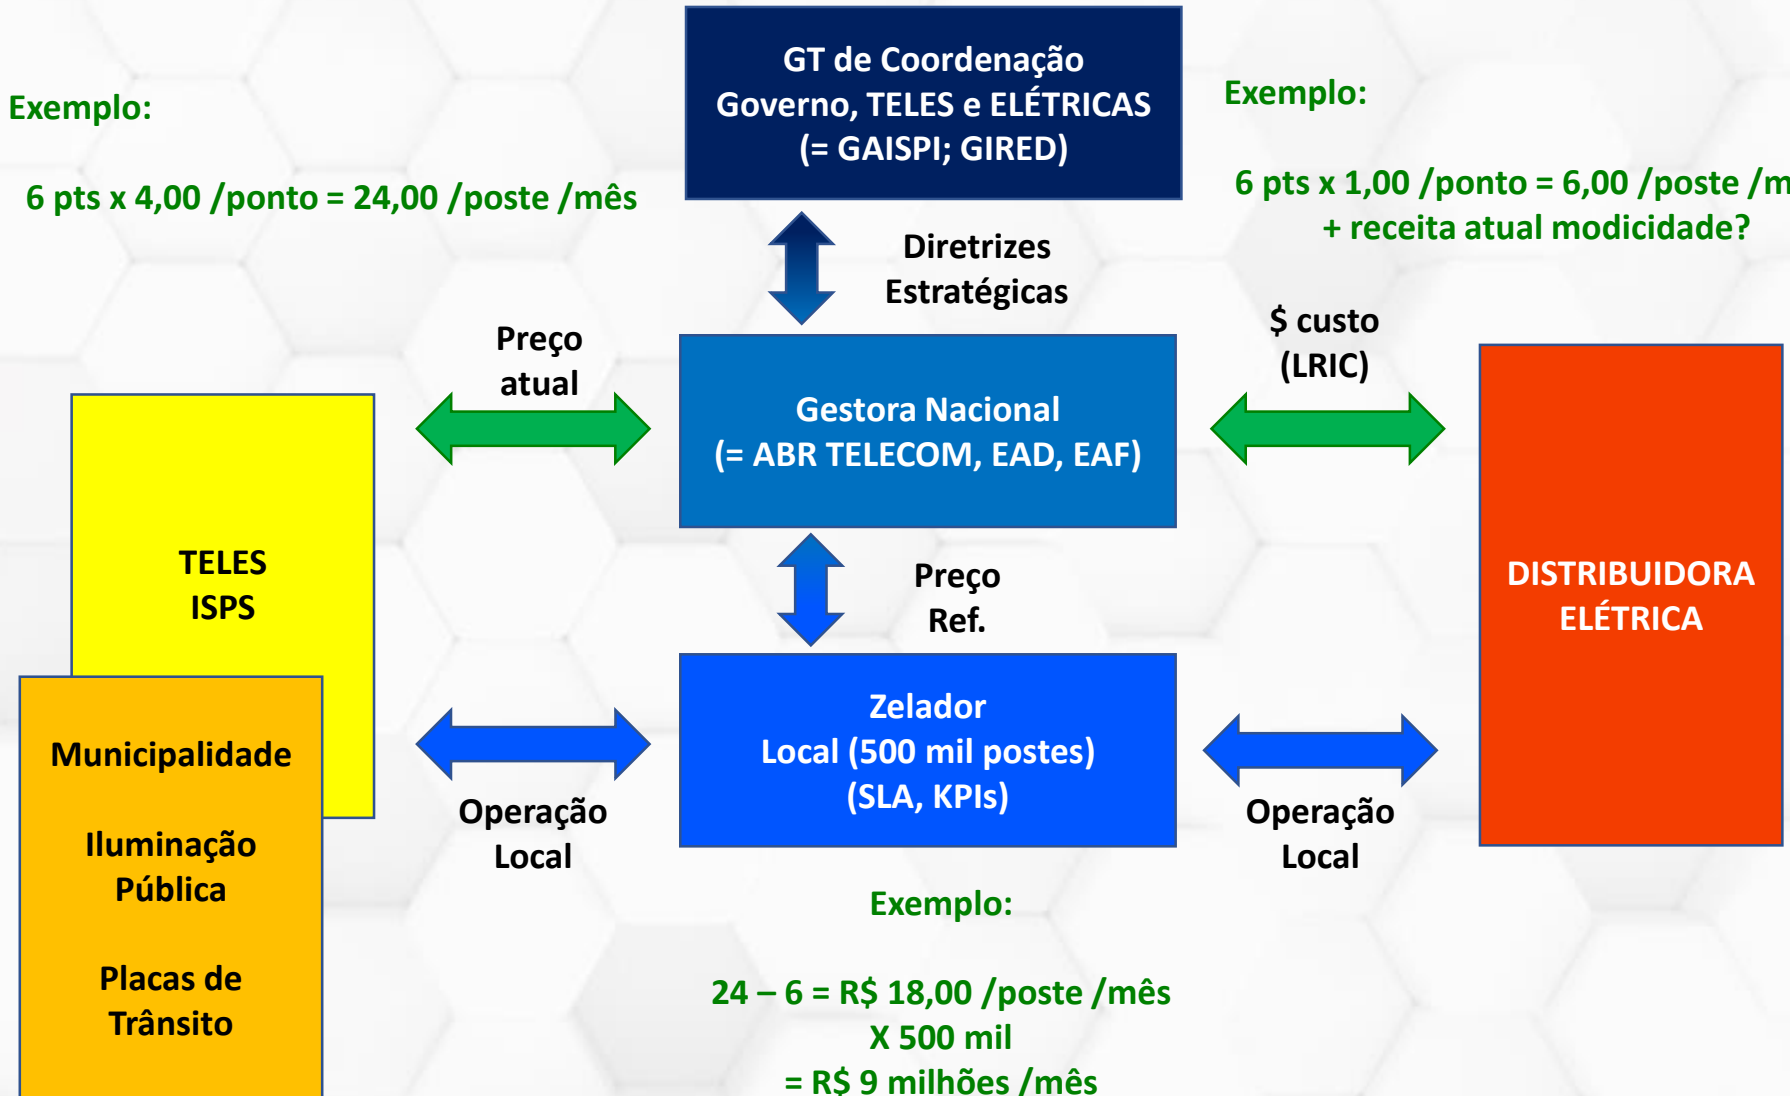 GT de Coordenação
Governo, TELES e ELÉTRICAS
(= GAISPI; GIRED)
Exemplo:
6 pts x 4,00 /ponto = 24,00 /poste /mês
Exemplo:
6 pts x 1,00 /ponto = 6,00 /poste /m
+ receita atual modicidade?
Diretrizes
Estratégicas
Preço
atual
$ custo
(LRIC)
Gestora Nacional
(= ABR TELECOM, EAD, EAF)
TELES
ISPS
Preço
Ref.
DISTRIBUIDORA
ELÉTRICA
Zelador
Local (500 mil postes)
(SLA, KPIs)
Municipalidade
Iluminação
Pública
Placas de
Trânsito
Operação
Local
Operação
Local
Exemplo:
24 – 6 = R$ 18,00 /poste /mês
X 500 mil
= R$ 9 milhões /mês